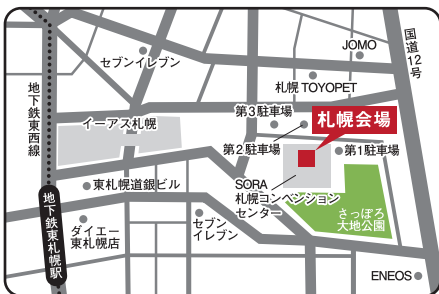 JOMO
国道12号
セブンイレブン
札幌 TOYOPET
地下鉄東西線
第3駐車場
札幌会場
イーアス札幌
第2駐車場
第1駐車場
SORA
札幌コンベンション
センター
東札幌道銀ビル
さっぽろ
大地公園
地下鉄東札幌駅
セブン
イレブン
ダイエー
東札幌店
ENEOS